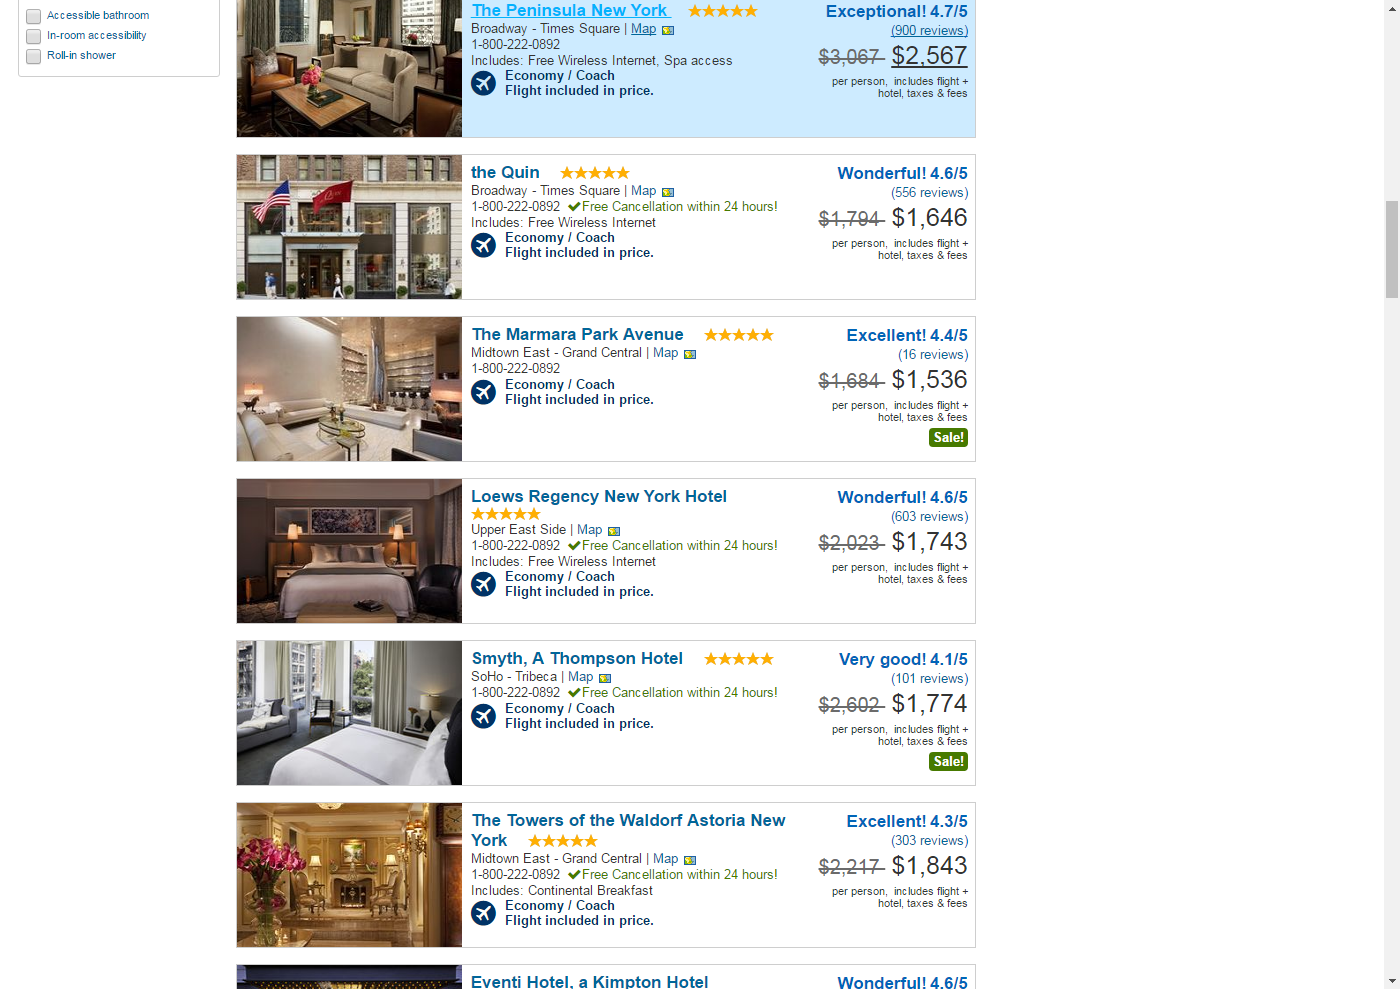 Accessible bathroom
In-room accessibility
Roll-in shower
The Peninsula New York
Exceptional! 4.7/5
Broadway - Times Square | Map
(900 reviews)
1-800-222-0892
$3,067 $2,567
Includes: Free Wireless Internet, Spa access
Economy / Coach
Flight included in price.
per person, includes flight +
hotel, taxes & fees
the Quin
Wonderful! 4.6/5
Broadway - Times Square | Map
(556 reviews)
1-800-222-0892 Free Cancellation within 24 hours!
$1,794 $1,646
Includes: Free Wireless Internet
Economy / Coach
Flight included in price.
per person, includes flight +
hotel, taxes & fees
The Marmara Park Avenue
Excellent! 4.4/5
Midtown East - Grand Central | Map
(16 reviews)
1-800-222-0892
$1,684 $1,536
Economy / Coach
Flight included in price.
per person, includes flight +
hotel, taxes & fees
Sale!
Loews Regency New York Hotel
Wonderful! 4.6/5
(603 reviews)
Upper East Side | Map
1-800-222-0892 Free Cancellation within 24 hours!
$2,023 $1,743
Includes: Free Wireless Internet
Economy / Coach
Flight included in price.
per person, includes flight +
hotel, taxes & fees
Smyth, A Thompson Hotel
Very good! 4.1/5
SoHo - Tribeca | Map
(101 reviews)
1-800-222-0892 Free Cancellation within 24 hours!
$2,602 $1,774
Economy / Coach
Flight included in price.
per person, includes flight +
hotel, taxes & fees
Sale!
The Towers of the Waldorf Astoria New
York
Excellent! 4.3/5
(303 reviews)
Midtown East - Grand Central | Map
$2,217 $1,843
1-800-222-0892 Free Cancellation within 24 hours!
Includes: Continental Breakfast
Economy / Coach
Flight included in price.
per person, includes flight +
hotel, taxes & fees
Eventi Hotel, a Kimpton Hotel
Wonderful! 4.6/5